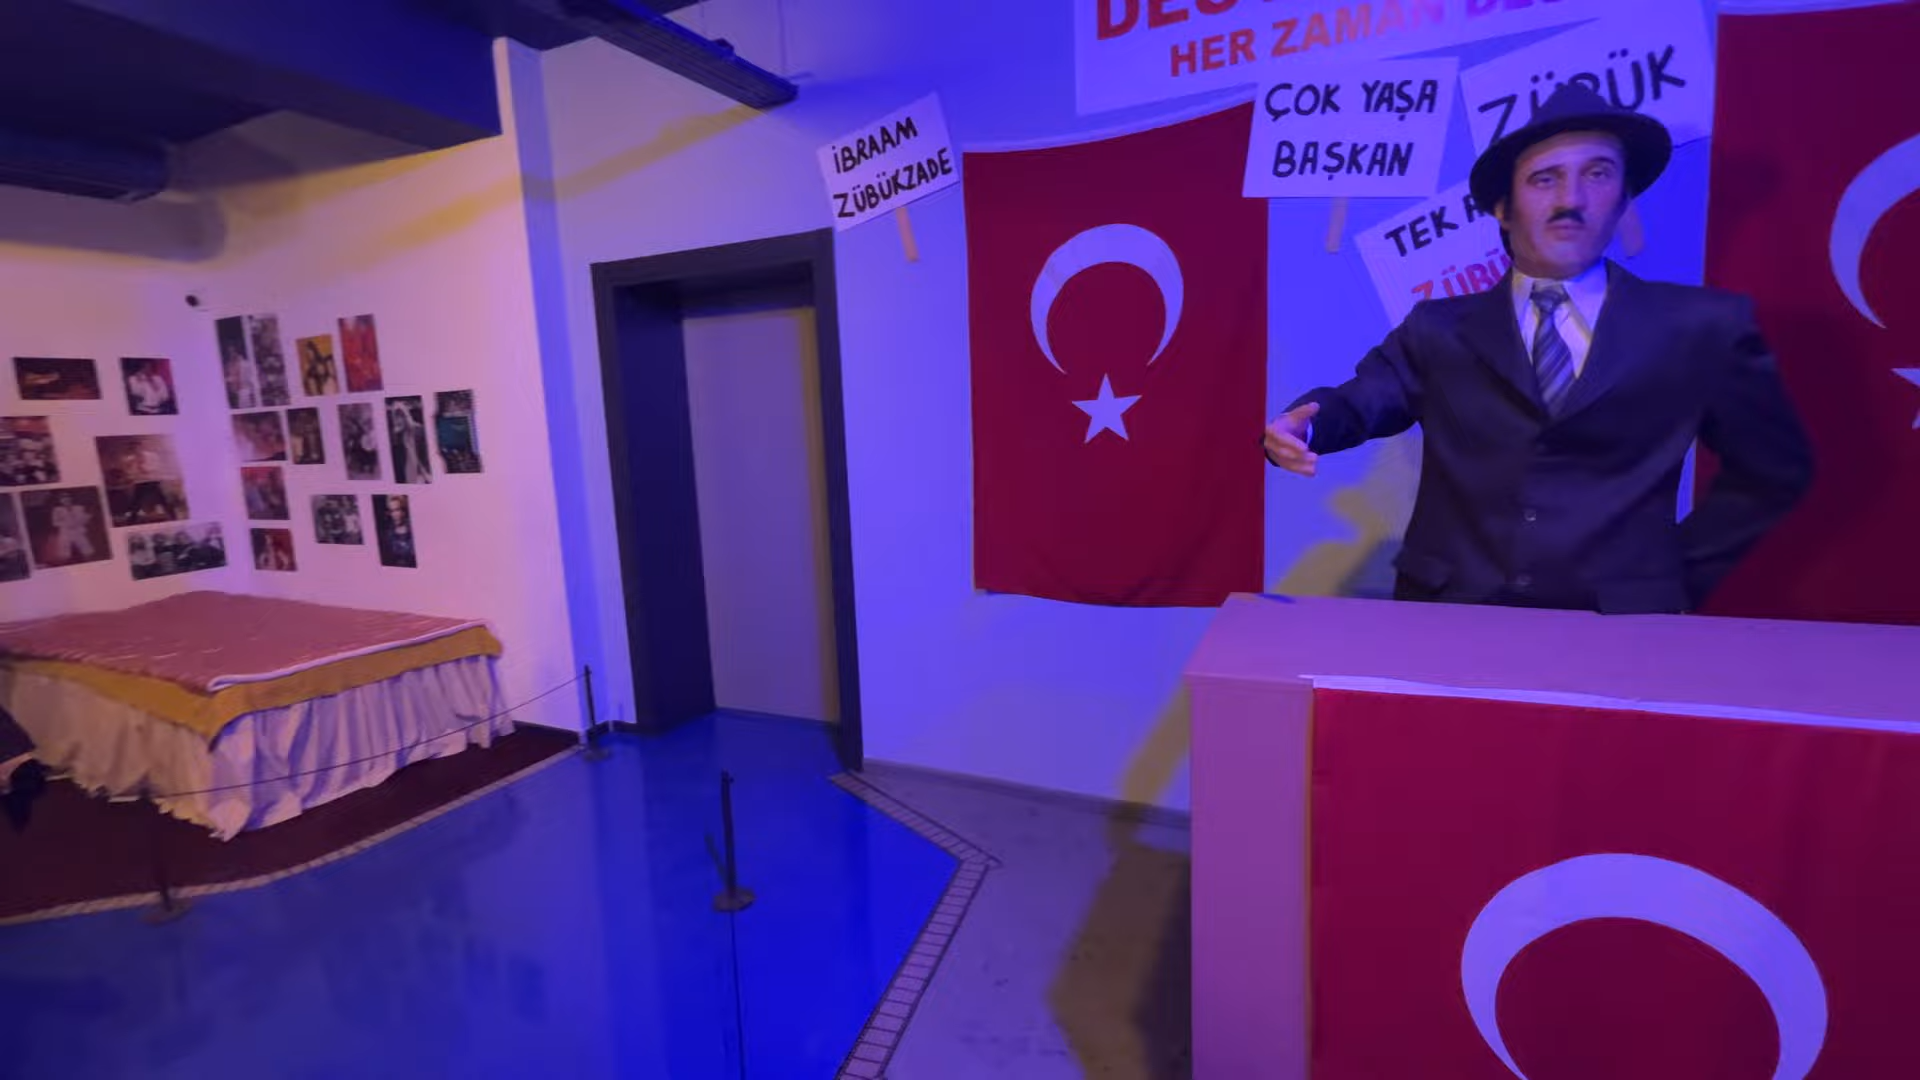 HER ZAMAN
ÇOK YAŞA
BAŞKAN
ZÜBÜK
İBRAAM
ZÜBÜKZADE
TEK